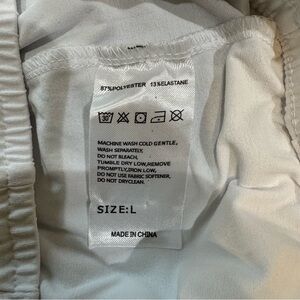 87%POLYESTER 13%ELASTANE
MACHINE WASH COLD GENTLE,
WASH SEPARATELY.
DO NOT BLEACH,
TUMBLE DRY LOW,REMOVE
PROMPTLY,IRON LOW,
DO NOT USE FABRIC SOFTENER,
DO NOT DRYCLEAN.
SIZE:L
MADE IN CHINA